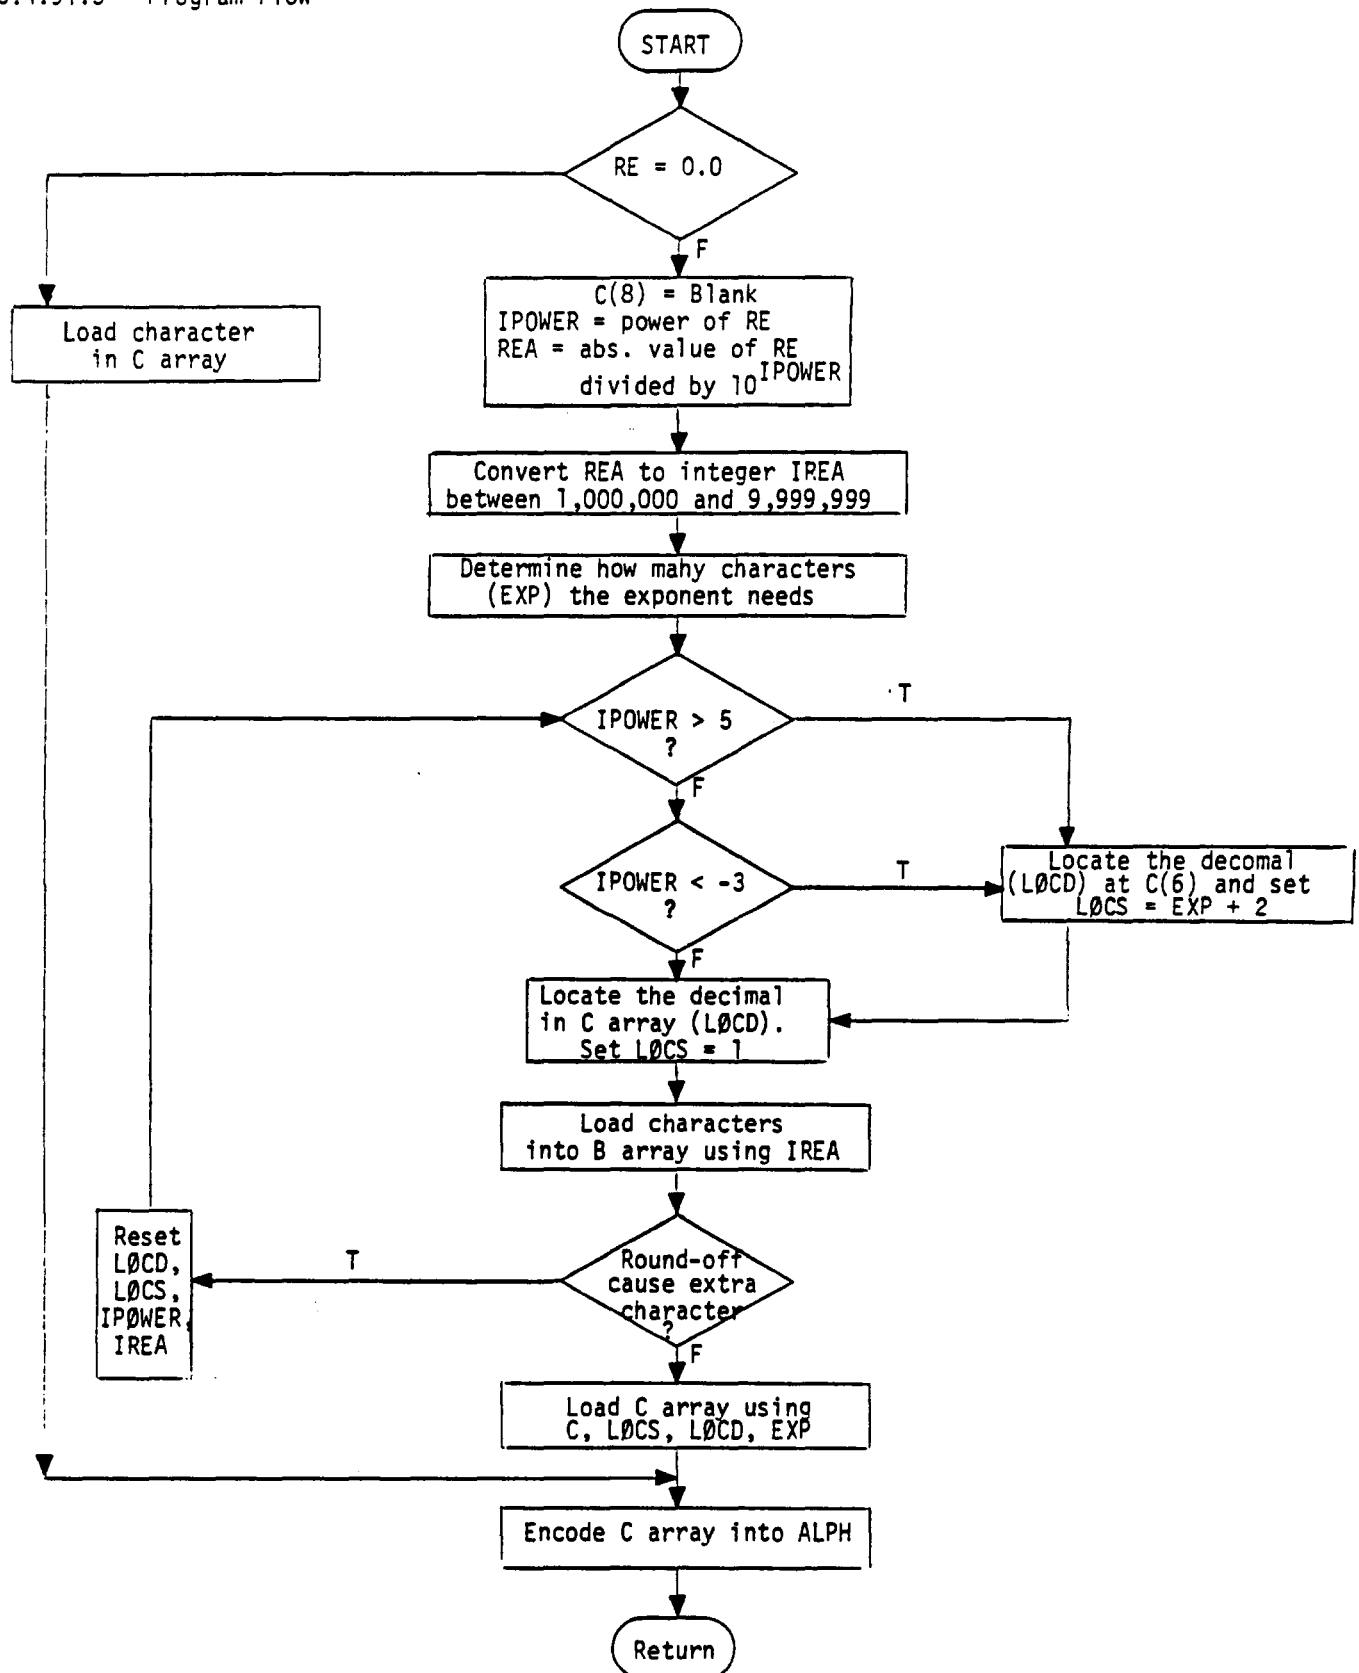 Program Flow
START
RE = 0.0
F
C(8) = Blank
IPOWER = power of RE
REA = abs. value of RE
divided by 10^IPOWER
Load character
in C array
Convert REA to integer IREA
between 1,000,000 and 9,999,999
Determine how mahy characters
(EXP) the exponent needs
IPOWER > 5
?
T
F
IPOWER < -3
?
T
F
Locate the decomal
(LØCD) at C(6) and set
LØCS = EXP + 2
Locate the decimal
in C array (LØCD).
Set LØCS = 1
Load characters
into B array using IREA
Round-off
cause extra
character
?
T
F
Reset
LØCD,
LØCS,
IPØWER,
IREA
Load C array using
C, LØCS, LØCD, EXP
Encode C array into ALPH
Return